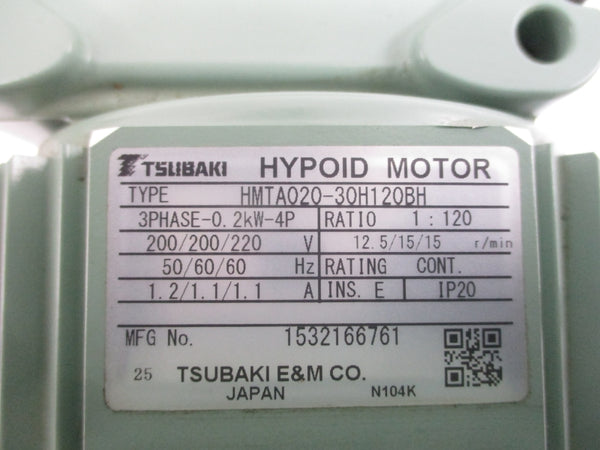 TSUBAKI HYPOID MOTOR
TYPE HMTA020-30H120BH
3PHASE-0.2kW-4P RATIO 1:120
200/200/220 V 12.5/15/15 r/min
50/60/60 Hz RATING CONT.
1.2/1.1/1.1 A INS. E IP20
MFG No. 1532166761
25 TSUBAKI E&M CO.
JAPAN N104K